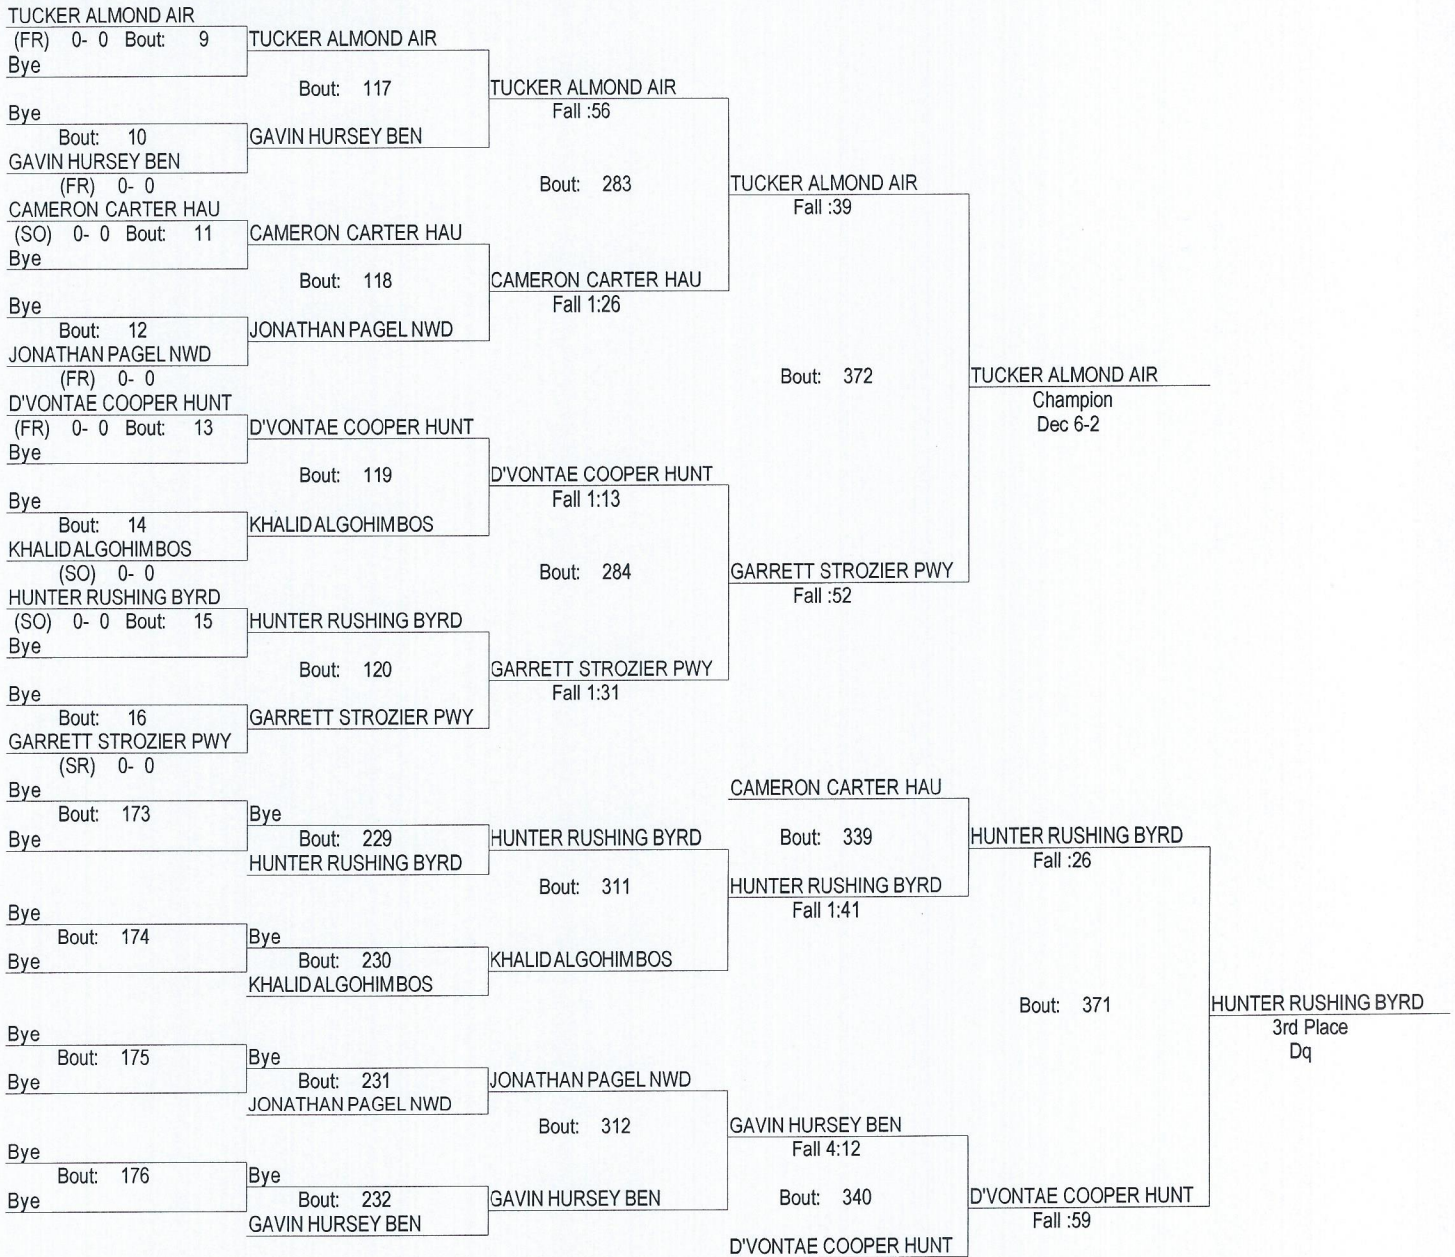 TUCKER ALMOND AIR
(FR) 0- 0 Bout: 9
Bye
Bye
Bout: 10
GAVIN HURSEY BEN
(FR) 0- 0
CAMERON CARTER HAU
(SO) 0- 0 Bout: 11
Bye
Bye
Bout: 12
JONATHAN PAGEL NWD
(FR) 0- 0
D'VONTAE COOPER HUNT
(FR) 0- 0 Bout: 13
Bye
Bye
Bout: 14
KHALID ALGOHIM BOS
(SO) 0- 0
HUNTER RUSHING BYRD
(SO) 0- 0 Bout: 15
Bye
Bye
Bout: 16
GARRETT STROZIER PWY
(SR) 0- 0
Bye
Bout: 173
Bye
Bye
Bout: 174
Bye
Bye
Bout: 175
Bye
Bye
Bout: 176
Bye
TUCKER ALMOND AIR
Bout: 117
GAVIN HURSEY BEN
CAMERON CARTER HAU
Bout: 118
JONATHAN PAGEL NWD
D'VONTAE COOPER HUNT
Bout: 119
KHALID ALGOHIM BOS
HUNTER RUSHING BYRD
Bout: 120
GARRETT STROZIER PWY
Bye
Bout: 229
HUNTER RUSHING BYRD
Bye
Bout: 230
KHALID ALGOHIM BOS
Bye
Bout: 231
JONATHAN PAGEL NWD
Bye
Bout: 232
GAVIN HURSEY BEN
TUCKER ALMOND AIR
Fall :56
Bout: 283
CAMERON CARTER HAU
Fall 1:26
D'VONTAE COOPER HUNT
Fall 1:13
Bout: 284
GARRETT STROZIER PWY
Fall 1:31
HUNTER RUSHING BYRD
Bout: 311
KHALID ALGOHIM BOS
JONATHAN PAGEL NWD
Bout: 312
GAVIN HURSEY BEN
TUCKER ALMOND AIR
Fall :39
Bout: 372
GARRETT STROZIER PWY
Fall :52
CAMERON CARTER HAU
Bout: 339
HUNTER RUSHING BYRD
Fall 1:41
GAVIN HURSEY BEN
Fall 4:12
Bout: 340
D'VONTAE COOPER HUNT
TUCKER ALMOND AIR
Champion
Dec 6-2
HUNTER RUSHING BYRD
Fall :26
Bout: 371
D'VONTAE COOPER HUNT
Fall :59
HUNTER RUSHING BYRD
3rd Place
Dq